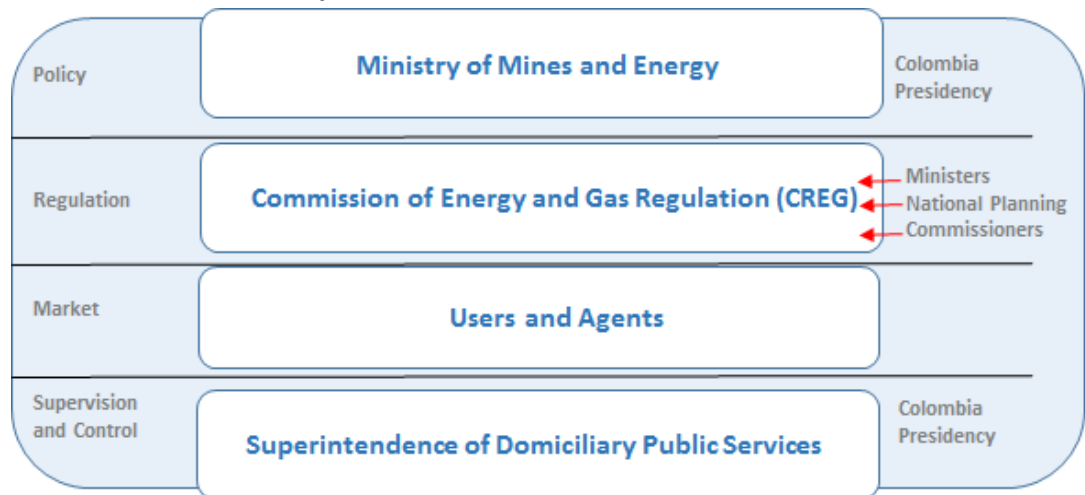 Policy
Ministry of Mines and Energy
Colombia
Presidency
Regulation
Commission of Energy and Gas Regulation (CREG)
Ministers
National Planning
Commissioners
Market
Users and Agents
Supervision
and Control
Superintendence of Domiciliary Public Services
Colombia
Presidency